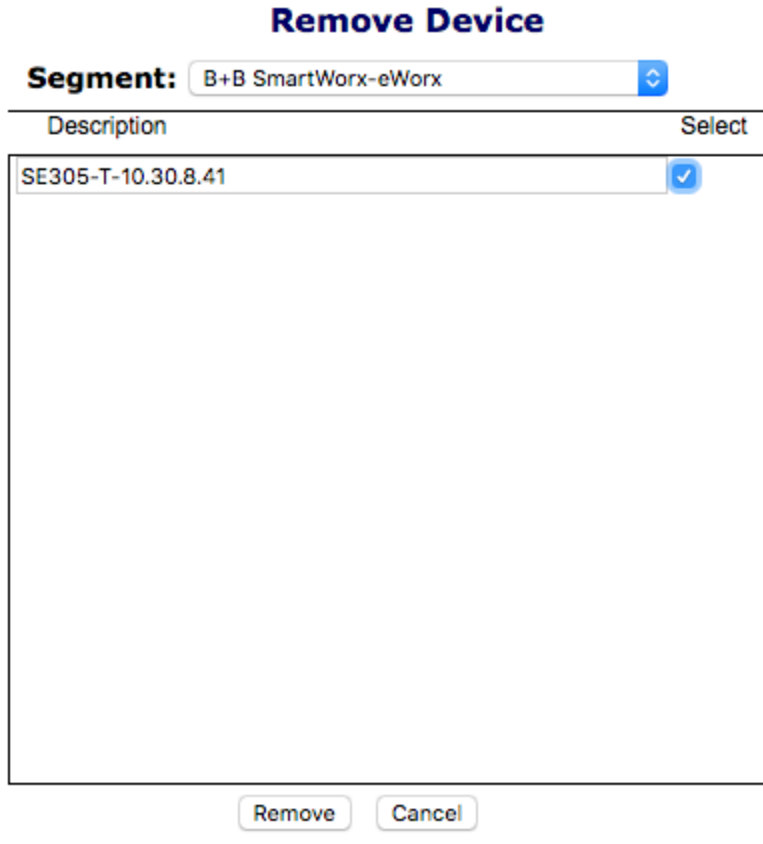 Remove Device
Segment: B+B SmartWorx-eWorx
Description Select
SE305-T-10.30.8.41
Remove Cancel